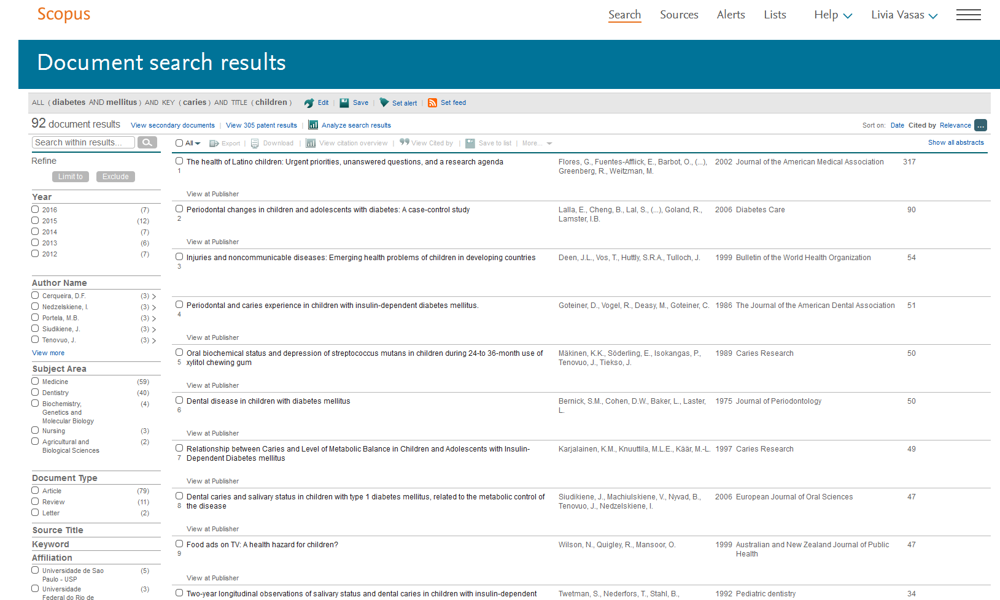 Scopus
Search Sources Alerts Lists Help Livia Vasas
Document search results
ALL ( diabetes AND mellitus ) AND KEY ( caries ) AND TITLE ( children ) Edit | Save | Set alert | Set feed
92 document results View secondary documents | View 305 patent results | Analyze search results Sort on: Date Cited by Relevance ...
Search within results...
All Export | Download | View citation overview | View Cited by | Save to list | More... Show all abstracts
Refine
Limit to Exclude
Year
2016 (7)
2015 (12)
2014 (7)
2013 (6)
2012 (7)
Author Name
Cerqueira, D.F. (3)
Nedzelskiene, I. (3)
Portela, M.B. (3)
Siudikiene, J. (3)
Tenovuo, J. (3)
View more
Subject Area
Medicine (59)
Dentistry (40)
Biochemistry, (4)
Genetics and
Molecular Biology
Nursing (3)
Agricultural and (2)
Biological Sciences
Document Type
Article (79)
Review (11)
Letter (2)
Source Title
Keyword
Affiliation
Universidade de Sao (5)
Paulo - USP
Universidade (3)
Federal do Rio de
The health of Latino children: Urgent priorities, unanswered questions, and a research agenda Flores, G., Fuentes-Afflick, E., Barbot, O., (...), 2002 Journal of the American Medical Association 317
1 Greenberg, R., Weitzman, M.
View at Publisher
Periodontal changes in children and adolescents with diabetes: A case-control study Lalla, E., Cheng, B., Lal, S., (...), Goland, R., 2006 Diabetes Care 90
2 Lamster, I.B.
View at Publisher
Injuries and noncommunicable diseases: Emerging health problems of children in developing countries Deen, J.L., Vos, T., Huttly, S.R.A., Tulloch, J. 1999 Bulletin of the World Health Organization 54
3
Periodontal and caries experience in children with insulin-dependent diabetes mellitus. Goteiner, D., Vogel, R., Deasy, M., Goteiner, C. 1986 The Journal of the American Dental Association 51
4
View at Publisher
Oral biochemical status and depression of streptococcus mutans in children during 24-to 36-month use of Mäkinen, K.K., Söderling, E., Isokangas, P., 1989 Caries Research 50
5 xylitol chewing gum Tenovuo, J., Tiekso, J.
View at Publisher
Dental disease in children with diabetes mellitus Bernick, S.M., Cohen, D.W., Baker, L., Laster, 1975 Journal of Periodontology 50
6 L.
View at Publisher
Relationship between Caries and Level of Metabolic Balance in Children and Adolescents with Insulin- Karjalainen, K.M., Knuuttila, M.L.E., Käär, M.-L. 1997 Caries Research 49
7 Dependent Diabetes mellitus
View at Publisher
Dental caries and salivary status in children with type 1 diabetes mellitus, related to the metabolic control of Siudikiene, J., Machiulskiene, V., Nyvad, B., 2006 European Journal of Oral Sciences 47
8 the disease Tenovuo, J., Nedzelskiene, I.
View at Publisher
Food ads on TV: A health hazard for children? Wilson, N., Quigley, R., Mansoor, O. 1999 Australian and New Zealand Journal of Public 47
9 Health
View at Publisher
Two-year longitudinal observations of salivary status and dental caries in children with insulin-dependent Twetman, S., Nederfors, T., Stahl, B., 1992 Pediatric dentistry 34